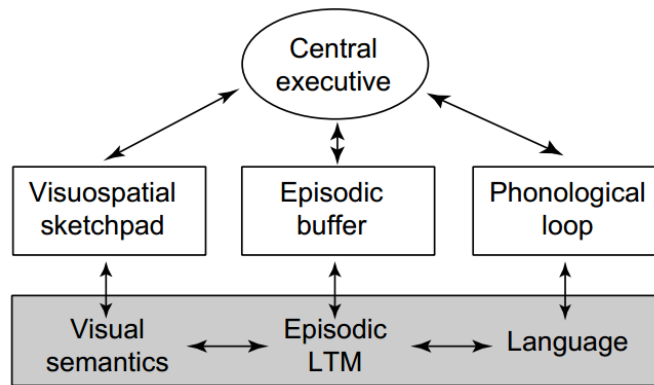 Central
executive
Visuospatial
sketchpad
Episodic
buffer
Phonological
loop
Visual
semantics
Episodic
LTM
Language